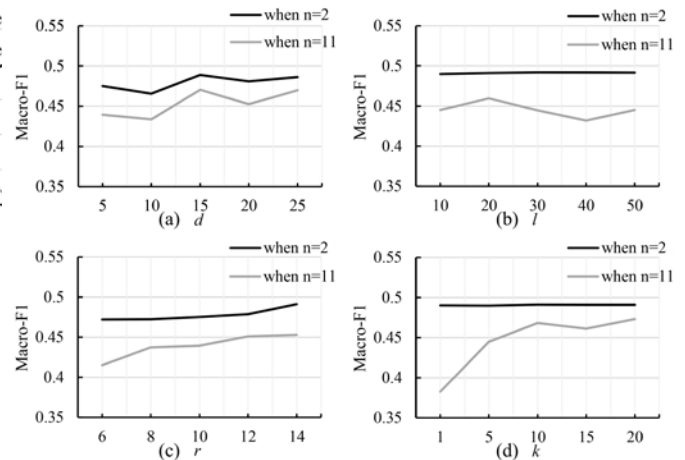 when n=2
when n=11
0.55
0.5
0.45
0.4
0.35
Macro-F1
5 10 15 20 25
(a) d
when n=2
when n=11
0.55
0.5
0.45
0.4
0.35
Macro-F1
10 20 30 40 50
(b) l
when n=2
when n=11
0.55
0.5
0.45
0.4
0.35
Macro-F1
6 8 10 12 14
(c) r
when n=2
when n=11
0.55
0.5
0.45
0.4
0.35
Macro-F1
1 5 10 15 20
(d) k